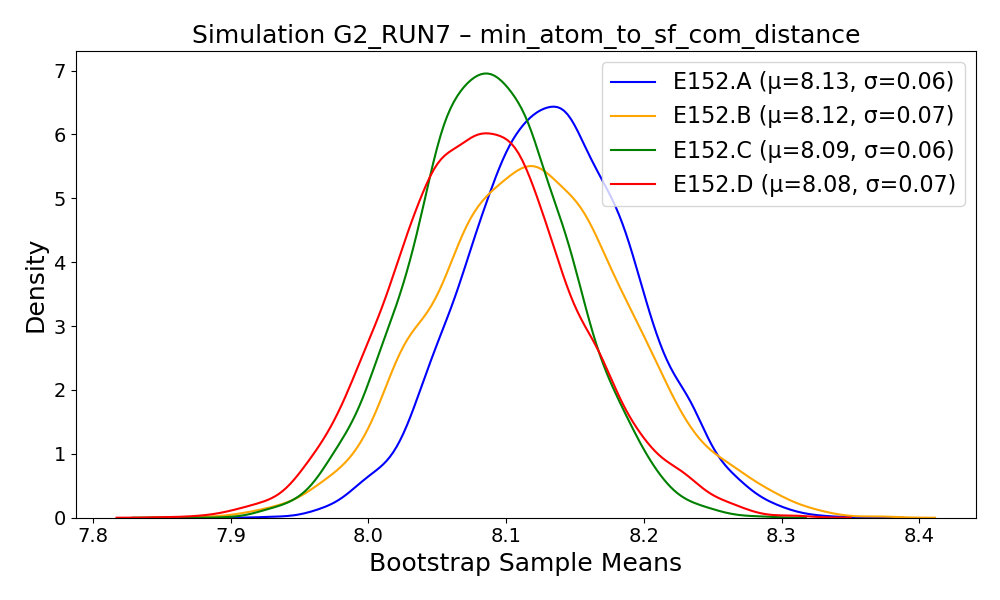 Simulation G2_RUN7 – min_atom_to_sf_com_distance
E152.A (μ=8.13, σ=0.06)
E152.B (μ=8.12, σ=0.07)
E152.C (μ=8.09, σ=0.06)
E152.D (μ=8.08, σ=0.07)
Density
7
6
5
4
3
2
1
0
7.8 7.9 8.0 8.1 8.2 8.3 8.4
Bootstrap Sample Means